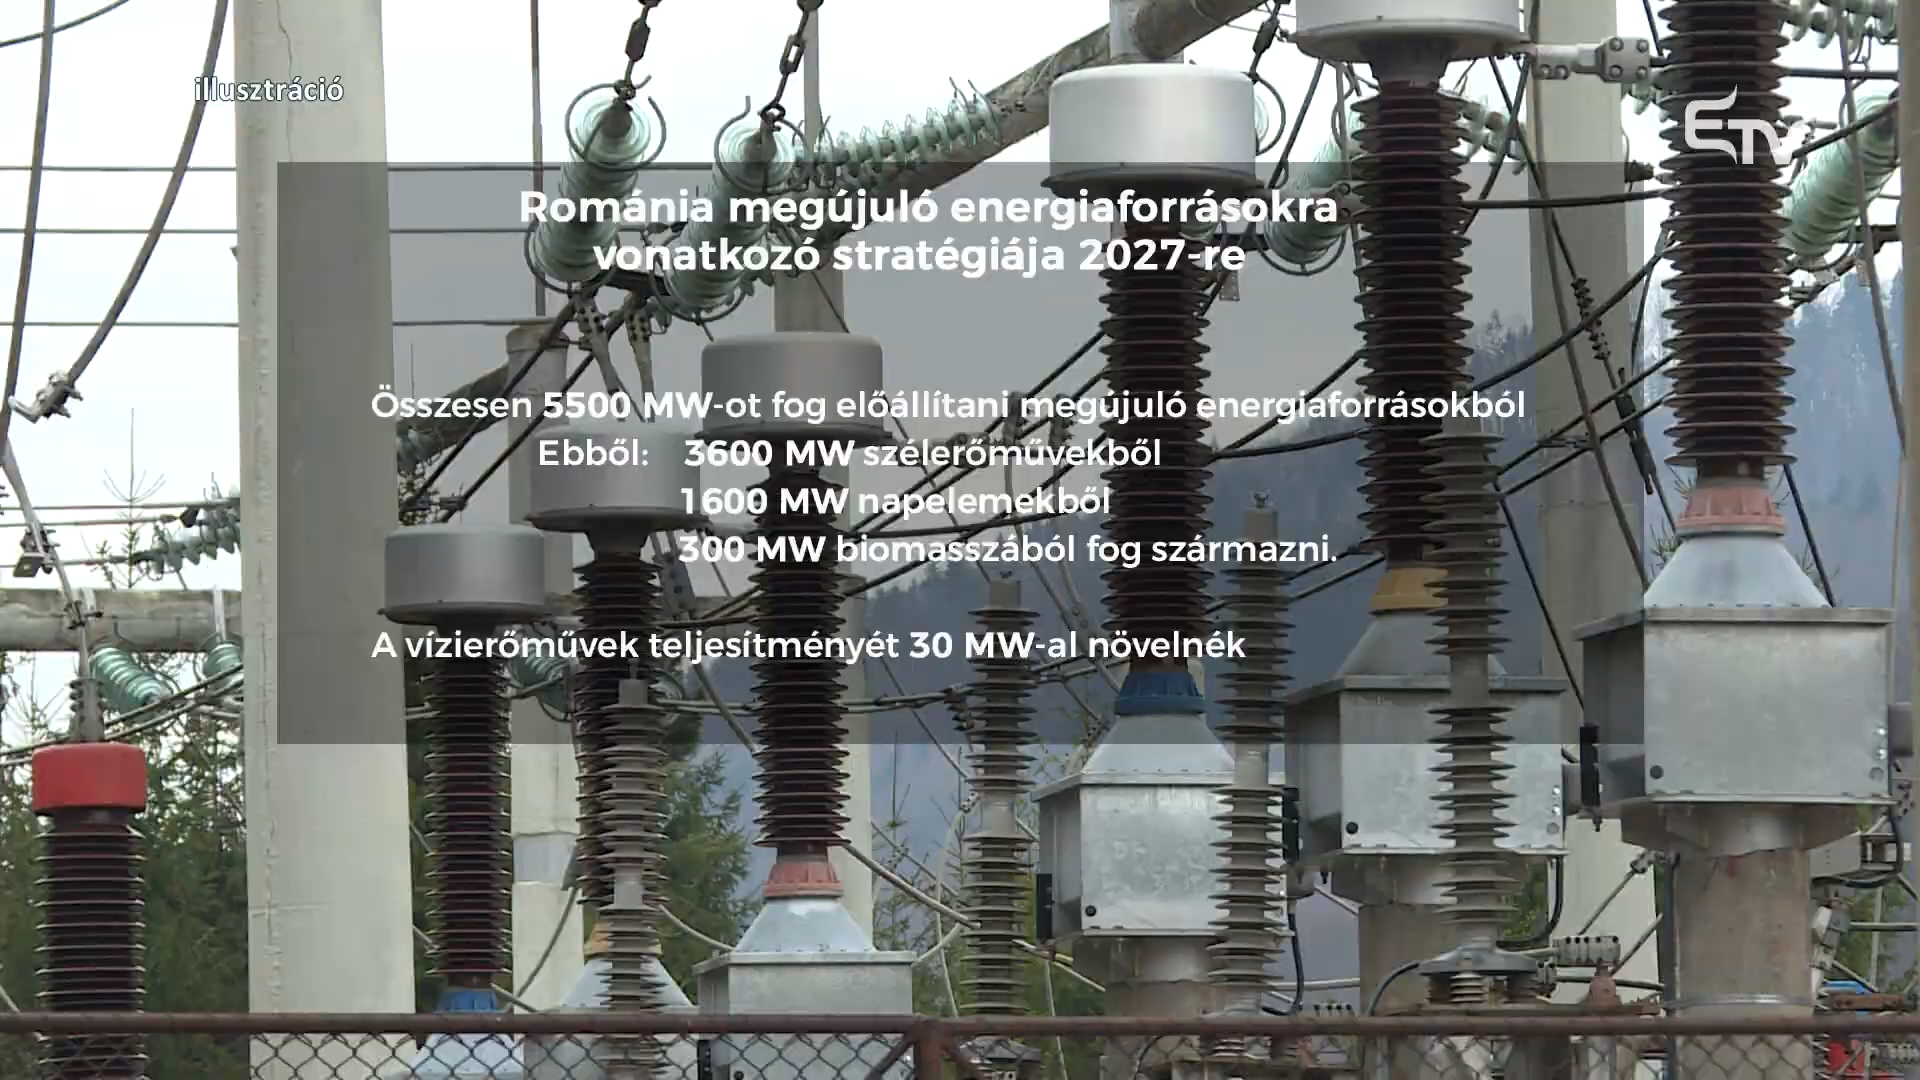 illusztráció
ETV
Románia megújuló energiaforrásokra
vonatkozó stratégiája 2027-re
Összesen 5500 MW-ot fog előállítani megújuló energiaforrásokból
Ebből: 3600 MW szélerőművekből
1600 MW napelemekből
300 MW biomasszából fog származni.
A vízierőművek teljesítményét 30 MW-al növelnék